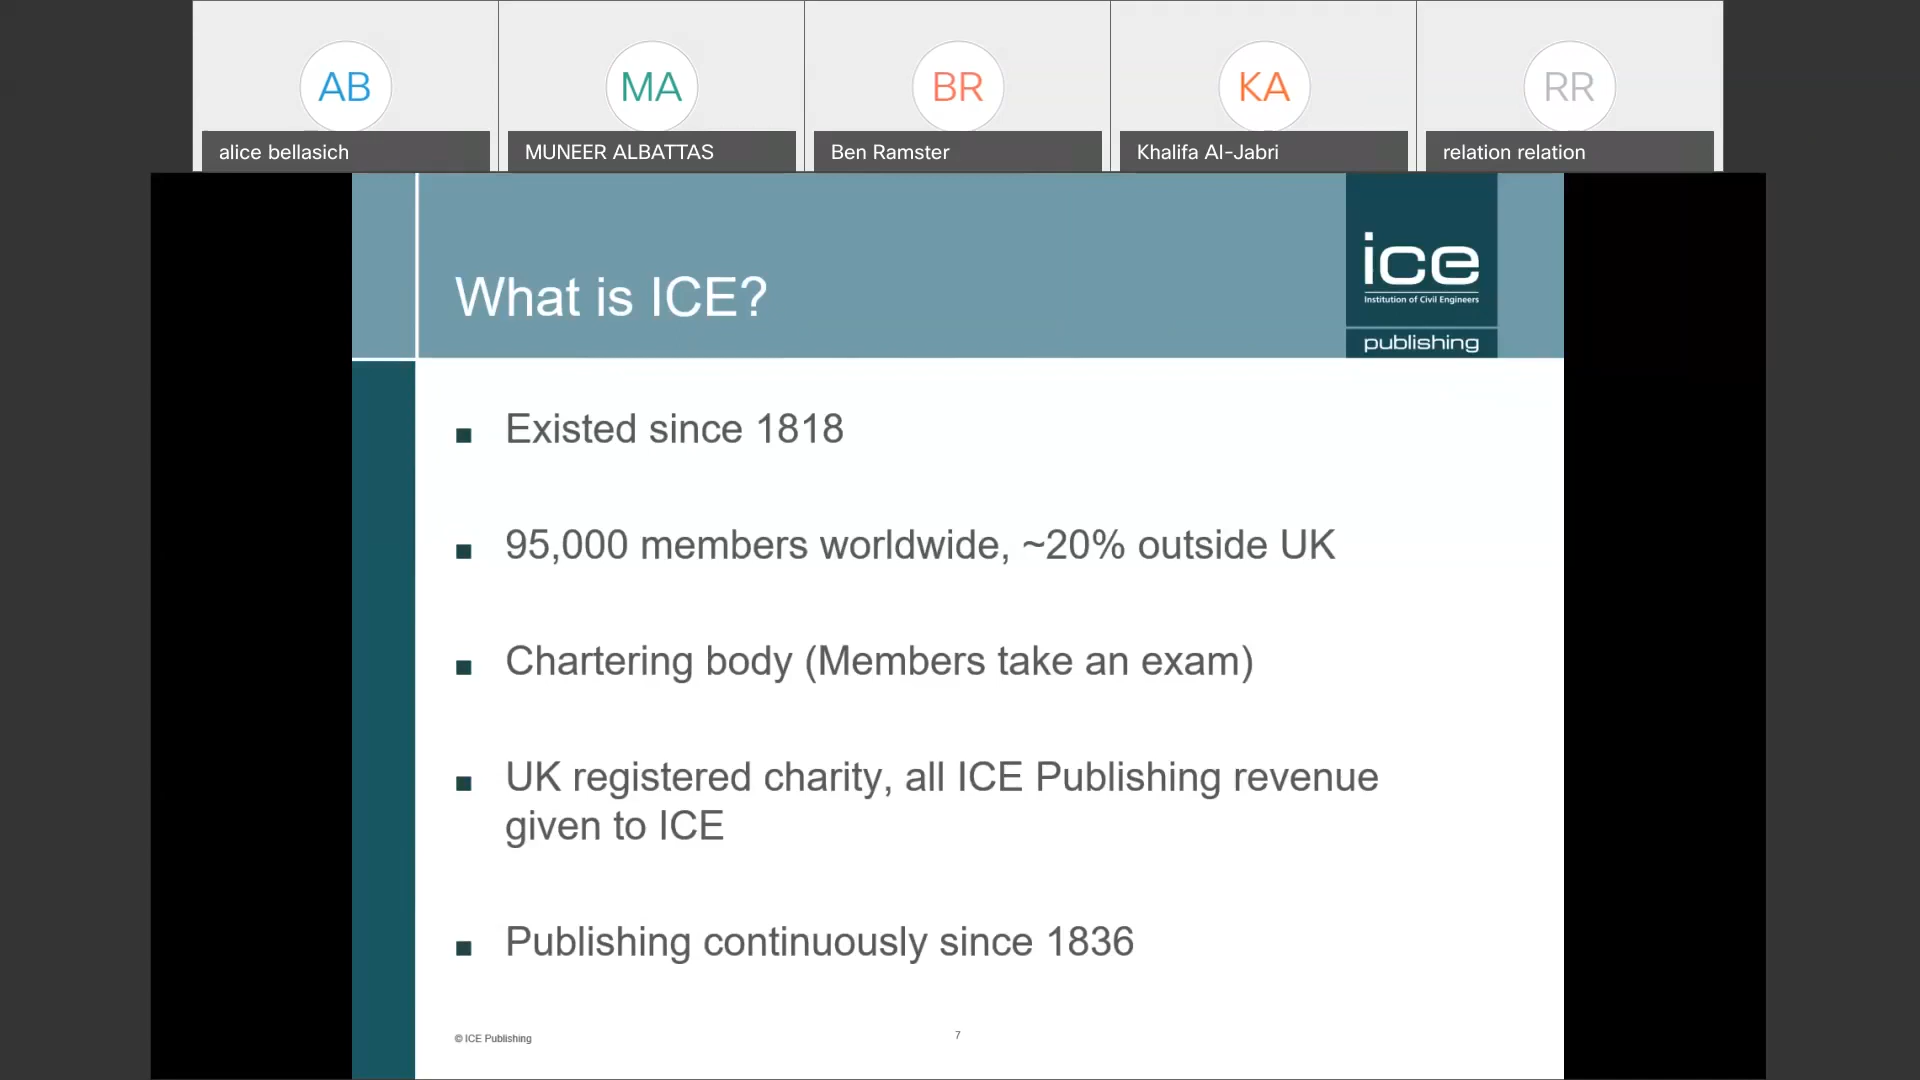 AB
MA
BR
KA
RR
alice bellasich
MUNEER ALBATTAS
Ben Ramster
Khalifa Al-Jabri
relation relation
What is ICE?
ice
Institution of Civil Engineers
publishing
Existed since 1818
95,000 members worldwide, ~20% outside UK
Chartering body (Members take an exam)
UK registered charity, all ICE Publishing revenue
given to ICE
Publishing continuously since 1836
© ICE Publishing
7